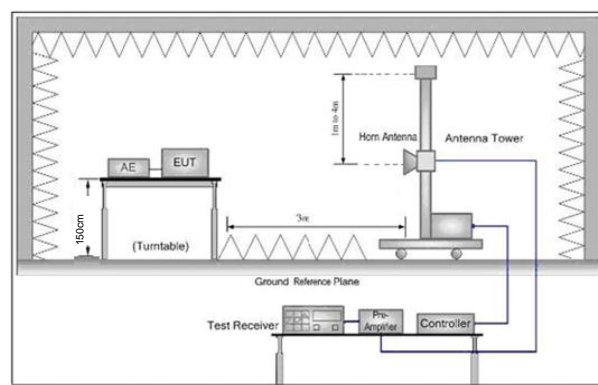 1m to 4m
Horn Antenna
Antenna Tower
AE
EUT
150cm
(Turntable)
3m
Ground Reference Plane
Test Receiver
Pre-
Amplifier
Controller